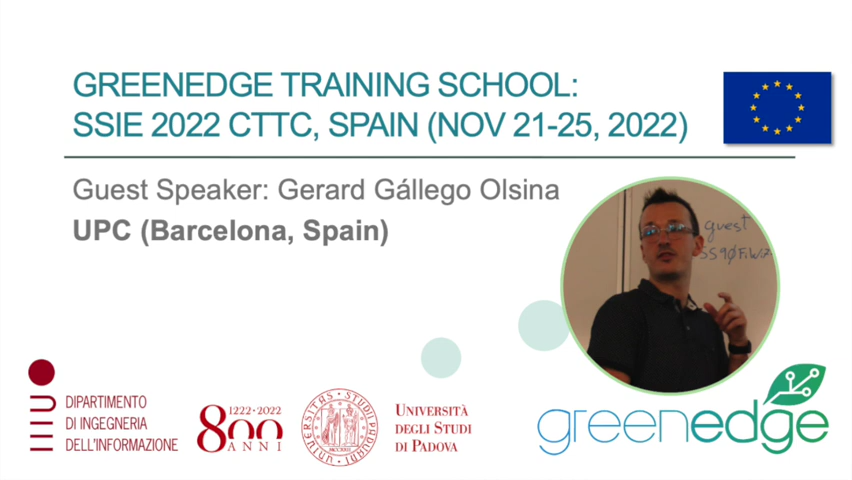 GREENEDGE TRAINING SCHOOL:
SSIE 2022 CTTC, SPAIN (NOV 21-25, 2022)
Guest Speaker: Gerard Gállego Olsina
UPC (Barcelona, Spain)
guest
DIPARTIMENTO
DI INGEGNERIA
DELL'INFORMAZIONE
1222·2022
800
ANNI
UNIVERSITÀ
DEGLI STUDI
DI PADOVA
greenedge